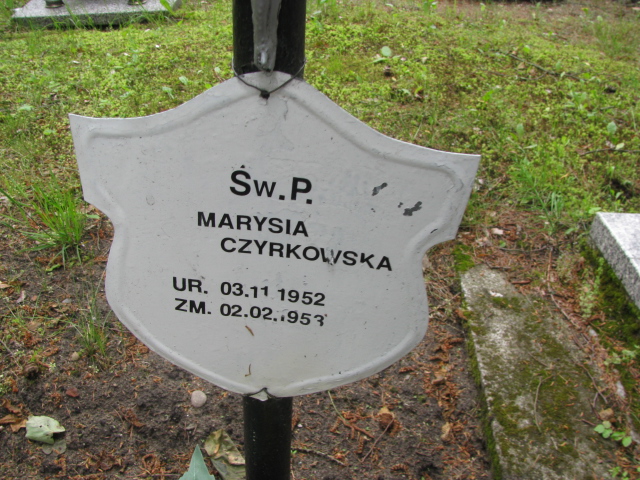 Św.P.
MARYSIA
CZYRKOWSKA
UR. 03.11 1952
ZM. 02.02.1953